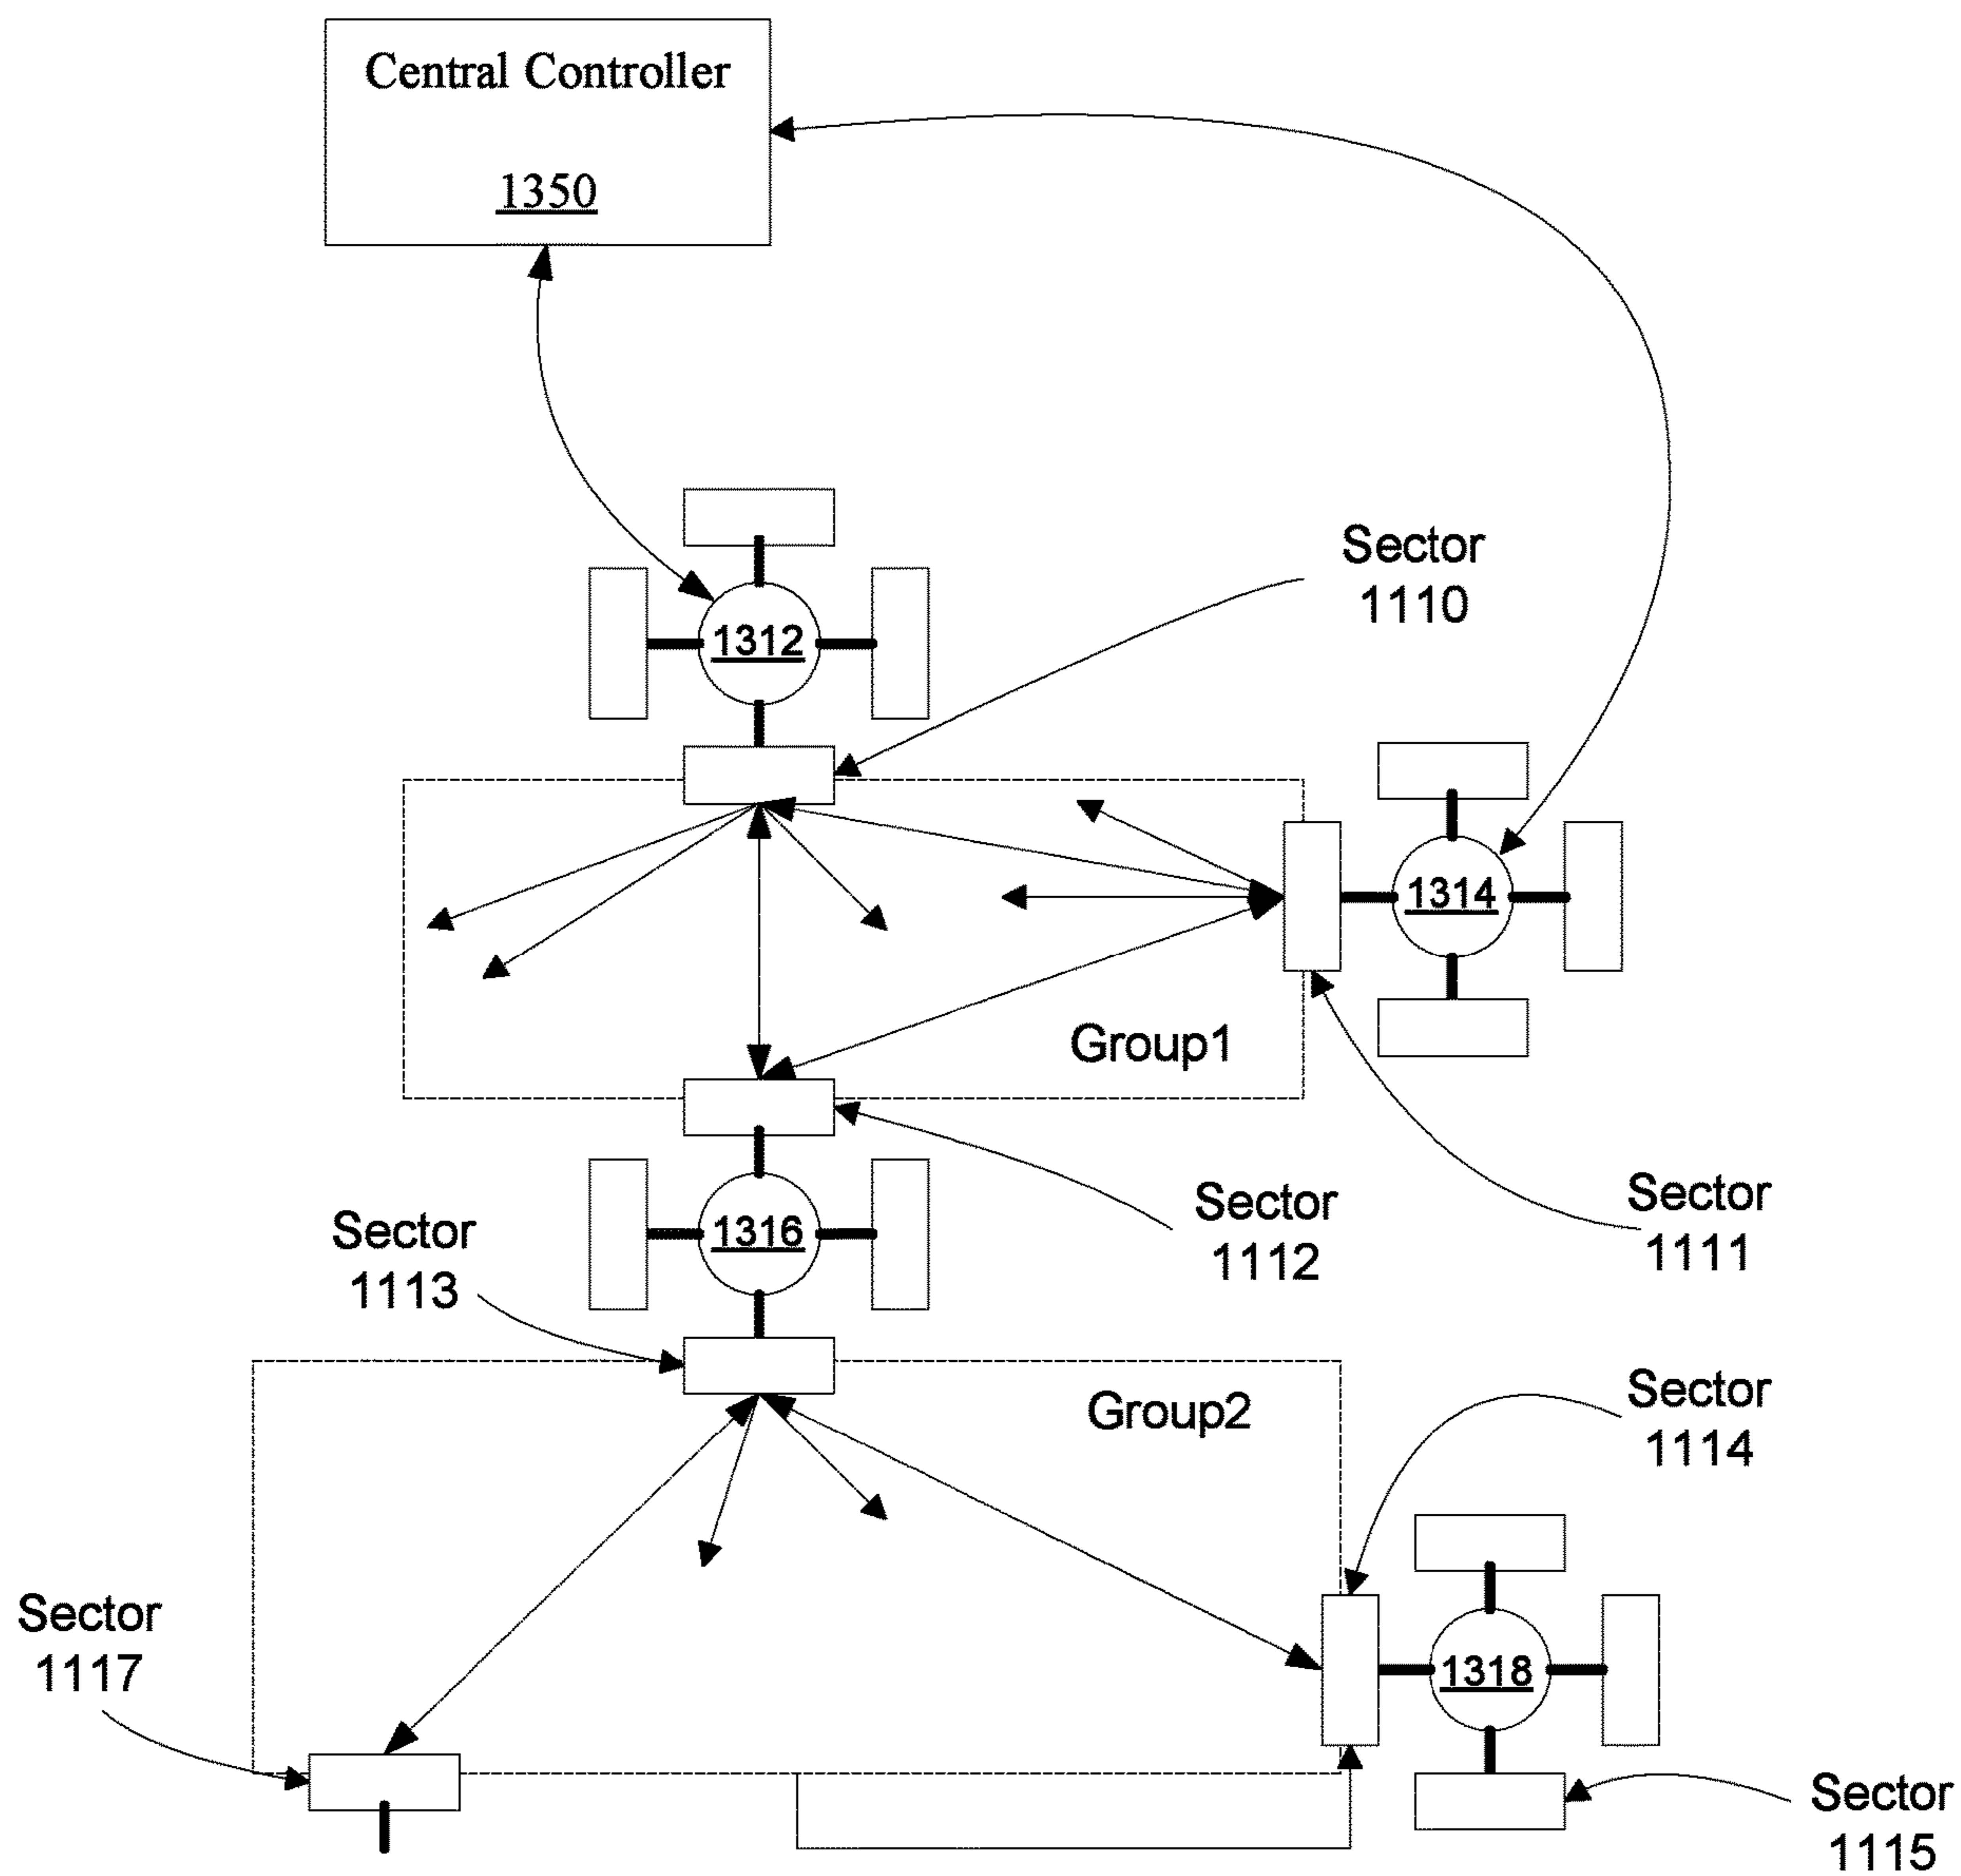 Central Controller
1350
Sector
1110
1312
1314
Group1
Sector
1112
Sector
1111
Sector
1113
1316
Group2
Sector
1114
Sector
1117
1318
Sector
1115